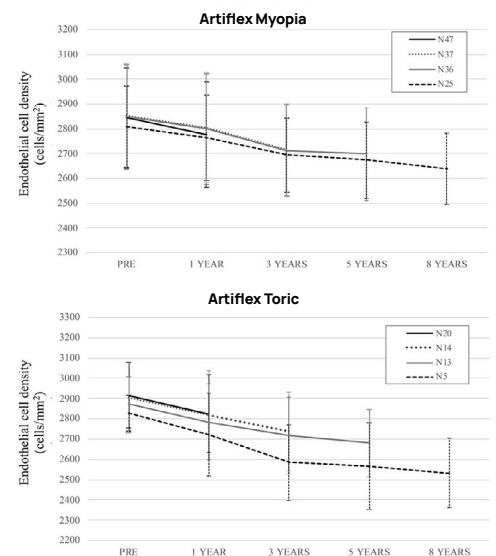 Artiflex Myopia
Endothelial cell density
(cells/mm²)
3200
3100
3000
2900
2800
2700
2600
2500
2400
2300
N47
N37
N36
N25
PRE
1 YEAR
3 YEARS
5 YEARS
8 YEARS
Artiflex Toric
Endothelial cell density
(cells/mm²)
3300
3200
3100
3000
2900
2800
2700
2600
2500
2400
2300
2200
N20
N14
N13
N5
PRE
1 YEAR
3 YEARS
5 YEARS
8 YEARS